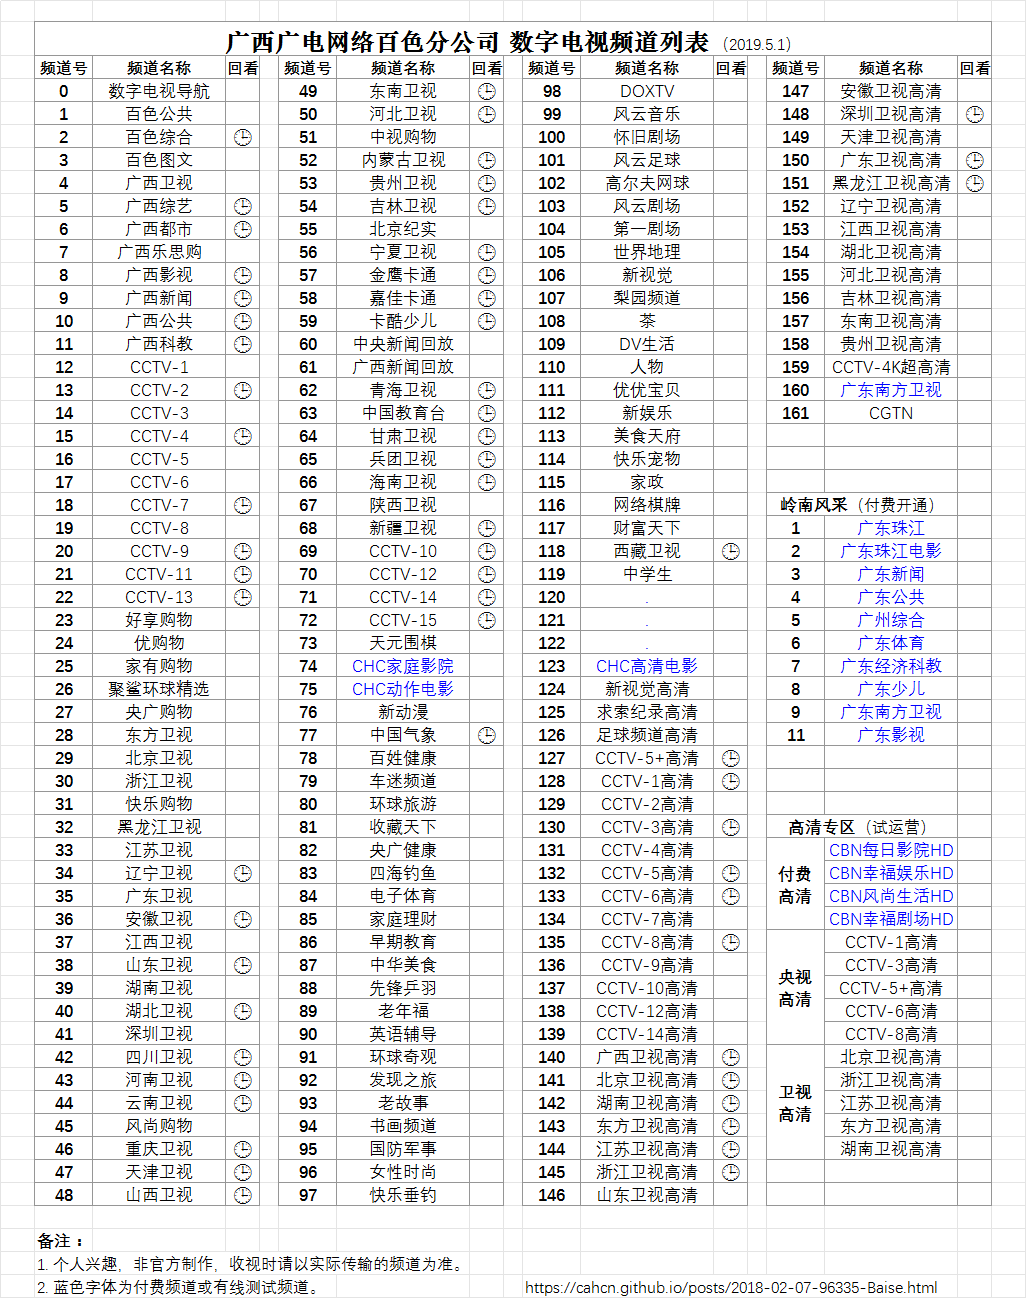 广西广电网络百色分公司 数字电视频道列表（2019.5.1）
频道号 频道名称 回看 频道号 频道名称 回看 频道号 频道名称 回看 频道号 频道名称 回看
0 数字电视导航 49 东南卫视 98 DOXTV 147 安徽卫视高清
1 百色公共 50 河北卫视 99 风云音乐 148 深圳卫视高清
2 百色综合 51 中视购物 100 怀旧剧场 149 天津卫视高清
3 百色图文 52 内蒙古卫视 101 风云足球 150 广东卫视高清
4 广西卫视 53 贵州卫视 102 高尔夫网球 151 黑龙江卫视高清
5 广西综艺 54 吉林卫视 103 风云剧场 152 辽宁卫视高清
6 广西都市 55 北京纪实 104 第一剧场 153 江西卫视高清
7 广西乐思购 56 宁夏卫视 105 世界地理 154 湖北卫视高清
8 广西影视 57 金鹰卡通 106 新视觉 155 河北卫视高清
9 广西新闻 58 嘉佳卡通 107 梨园频道 156 吉林卫视高清
10 广西公共 59 卡酷少儿 108 茶 157 东南卫视高清
11 广西科教 60 中央新闻回放 109 DV生活 158 贵州卫视高清
12 CCTV-1 61 广西新闻回放 110 人物 159 CCTV-4K超高清
13 CCTV-2 62 青海卫视 111 优优宝贝 160 广东南方卫视
14 CCTV-3 63 中国教育台 112 新娱乐 161 CGTN
15 CCTV-4 64 甘肃卫视 113 美食天府
16 CCTV-5 65 兵团卫视 114 快乐宠物
17 CCTV-6 66 海南卫视 115 家政
18 CCTV-7 67 陕西卫视 116 网络棋牌 岭南风采（付费开通）
19 CCTV-8 68 新疆卫视 117 财富天下 1 广东珠江
20 CCTV-9 69 CCTV-10 118 西藏卫视 2 广东珠江电影
21 CCTV-11 70 CCTV-12 119 中学生 3 广东新闻
22 CCTV-13 71 CCTV-14 120 . 4 广东公共
23 好享购物 72 CCTV-15 121 . 5 广州综合
24 优购物 73 天元围棋 122 . 6 广东体育
25 家有购物 74 CHC家庭影院 123 CHC高清电影 7 广东经济科教
26 聚鲨环球精选 75 CHC动作电影 124 新视觉高清 8 广东少儿
27 央广购物 76 新动漫 125 求索纪录高清 9 广东南方卫视
28 东方卫视 77 中国气象 126 足球频道高清 11 广东影视
29 北京卫视 78 百姓健康 127 CCTV-5+高清
30 浙江卫视 79 车迷频道 128 CCTV-1高清
31 快乐购物 80 环球旅游 129 CCTV-2高清
32 黑龙江卫视 81 收藏天下 130 CCTV-3高清 高清专区（试运营）
33 江苏卫视 82 央广健康 131 CCTV-4高清 CBN每日影院HD
34 辽宁卫视 83 四海钓鱼 132 CCTV-5高清 付费 CBN幸福娱乐HD
35 广东卫视 84 电子体育 133 CCTV-6高清 高清 CBN风尚生活HD
36 安徽卫视 85 家庭理财 134 CCTV-7高清 CBN幸福剧场HD
37 江西卫视 86 早期教育 135 CCTV-8高清 CCTV-1高清
38 山东卫视 87 中华美食 136 CCTV-9高清 央视 CCTV-3高清
39 湖南卫视 88 先锋乒羽 137 CCTV-10高清 高清 CCTV-5+高清
40 湖北卫视 89 老年福 138 CCTV-12高清 CCTV-6高清
41 深圳卫视 90 英语辅导 139 CCTV-14高清 CCTV-8高清
42 四川卫视 91 环球奇观 140 广西卫视高清 北京卫视高清
43 河南卫视 92 发现之旅 141 北京卫视高清 卫视 浙江卫视高清
44 云南卫视 93 老故事 142 湖南卫视高清 高清 江苏卫视高清
45 风尚购物 94 书画频道 143 东方卫视高清 东方卫视高清
46 重庆卫视 95 国防军事 144 江苏卫视高清 湖南卫视高清
47 天津卫视 96 女性时尚 145 浙江卫视高清
48 山西卫视 97 快乐垂钓 146 山东卫视高清
备注：
1. 个人兴趣，非官方制作，收视时请以实际传输的频道为准。
2. 蓝色字体为付费频道或有线测试频道。 https://cahcn.github.io/posts/2018-02-07-96335-Baise.html